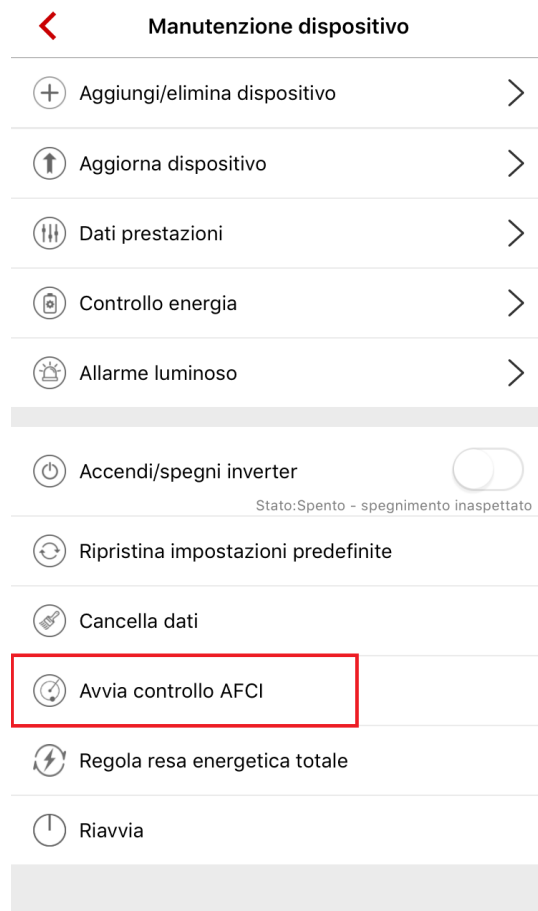 Manutenzione dispositivo
Aggiungi/elimina dispositivo
Aggiorna dispositivo
Dati prestazioni
Controllo energia
Allarme luminoso
Accendi/spegni inverter
Stato:Spento - spegnimento inaspettato
Ripristina impostazioni predefinite
Cancella dati
Avvia controllo AFCI
Regola resa energetica totale
Riavvia